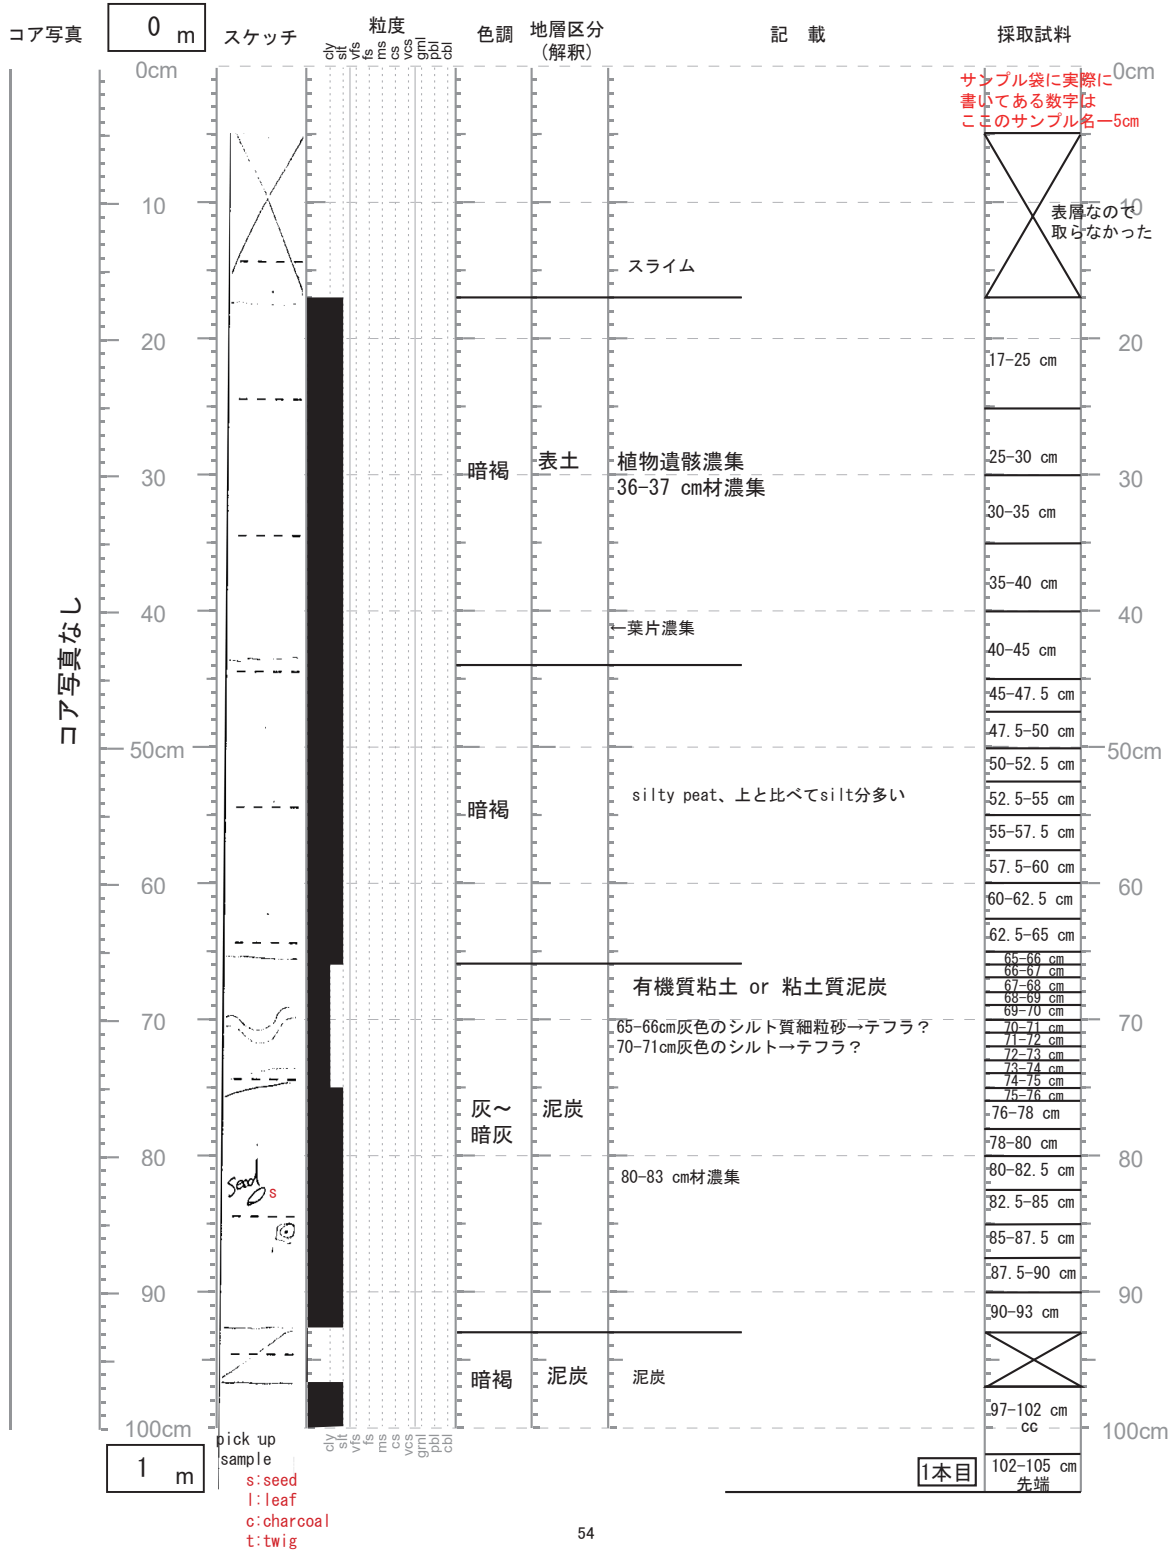 コア写真
0 m
スケッチ
粒度
cly
slt
vfs
fs
ms
cs
vcs
grnl
pbl
cbl
色調
地層区分
(解釈)
記 載
採取試料
0cm
0cm
サンプル袋に実際に
書いてある数字は
ここのサンプル名ー5cm
10
10
表層なので
取らなかった
スライム
20
20
17-25 cm
30
30
暗褐
表土
植物遺骸濃集
36-37 cm材濃集
25-30 cm
30-35 cm
35-40 cm
40
40
←葉片濃集
40-45 cm
コア写真なし
45-47.5 cm
47.5-50 cm
50cm
50cm
50-52.5 cm
暗褐
silty peat、上と比べてsilt分多い
52.5-55 cm
55-57.5 cm
57.5-60 cm
60
60
60-62.5 cm
62.5-65 cm
65-66 cm
66-67 cm
有機質粘土 or 粘土質泥炭
67-68 cm
68-69 cm
69-70 cm
70
70
65-66cm灰色のシルト質細粒砂→テフラ?
70-71cm灰色のシルト→テフラ?
70-71 cm
71-72 cm
72-73 cm
73-74 cm
74-75 cm
75-76 cm
灰～
暗灰
泥炭
76-78 cm
78-80 cm
80
80
80-83 cm材濃集
80-82.5 cm
seed
s
82.5-85 cm
85-87.5 cm
87.5-90 cm
90
90
90-93 cm
暗褐
泥炭
泥炭
97-102 cm
cc
100cm
100cm
cly
slt
vfs
fs
ms
cs
vcs
grnl
pbl
cbl
pick up
sample
1 m
s:seed
l:leaf
c:charcoal
t:twig
1本目
102-105 cm
先端
54